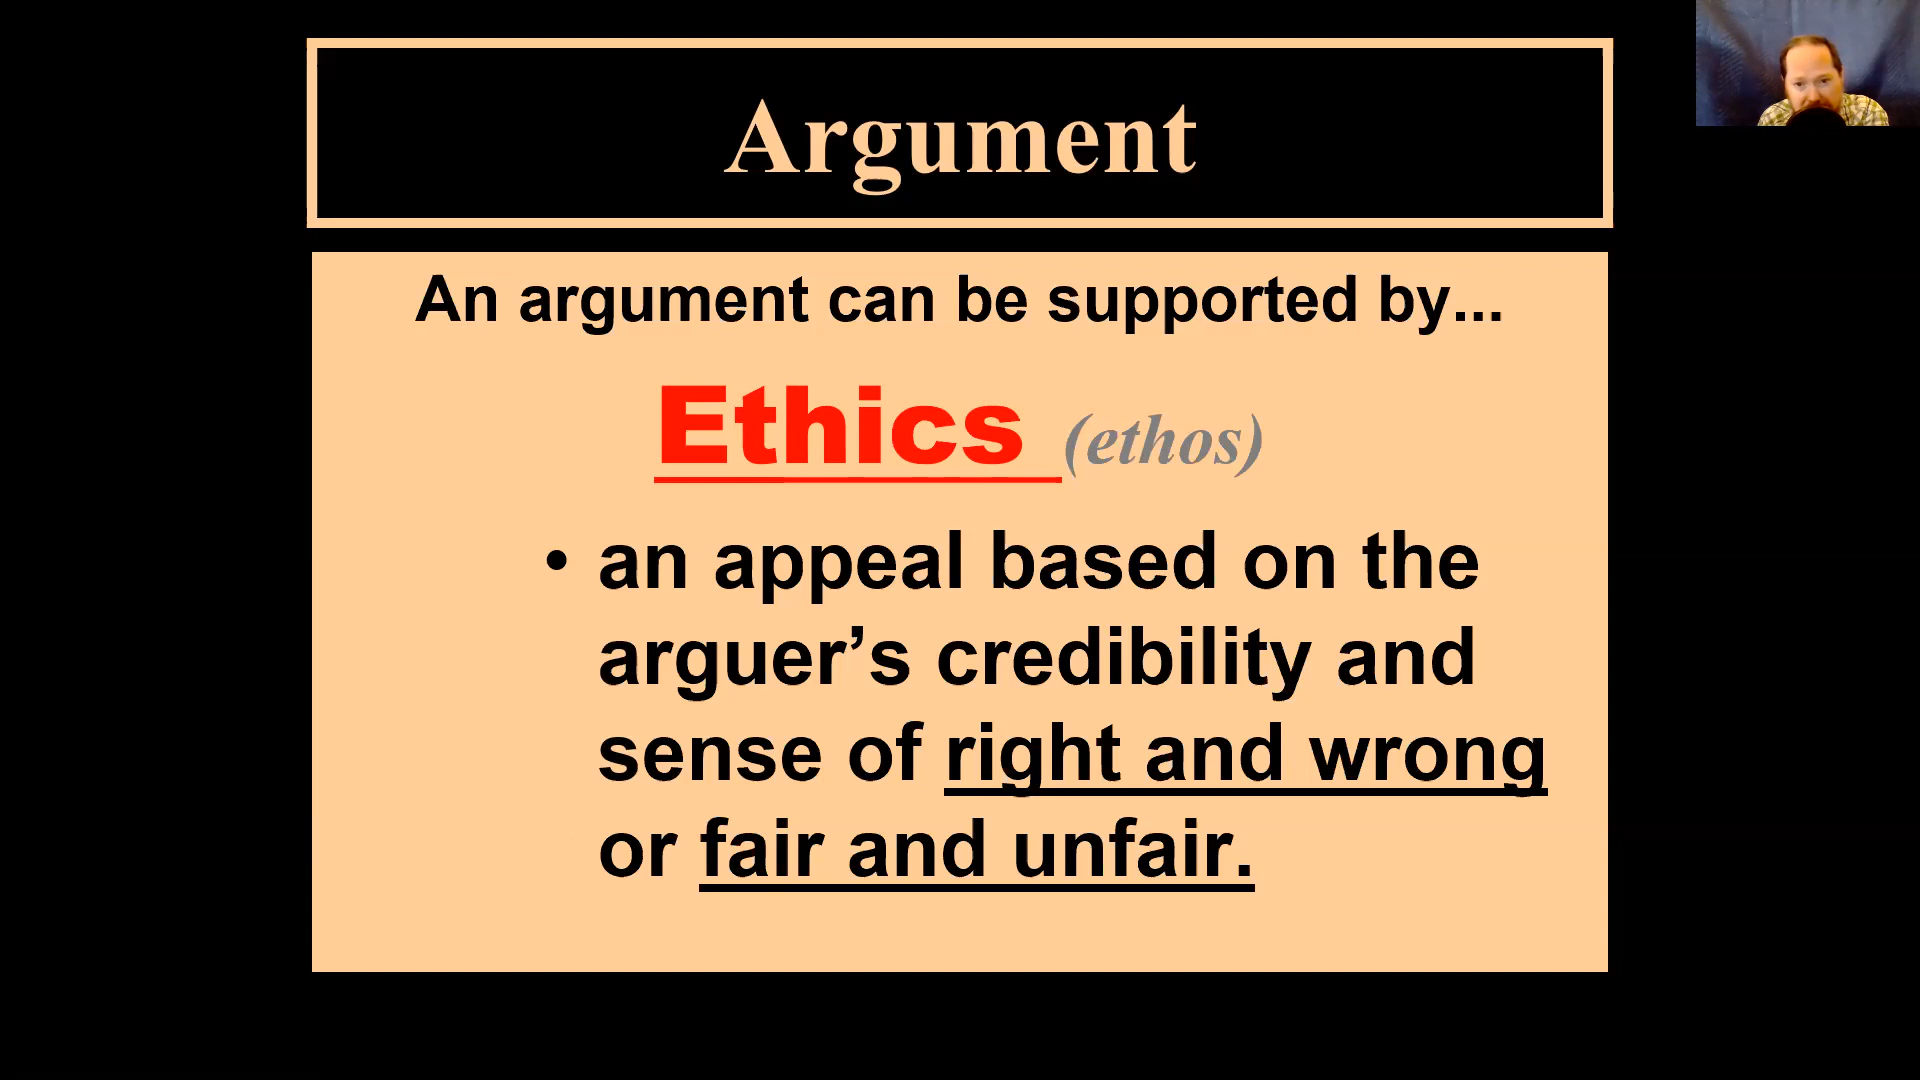 Argument
An argument can be supported by...
Ethics (ethos)
• an appeal based on the
arguer’s credibility and
sense of right and wrong
or fair and unfair.